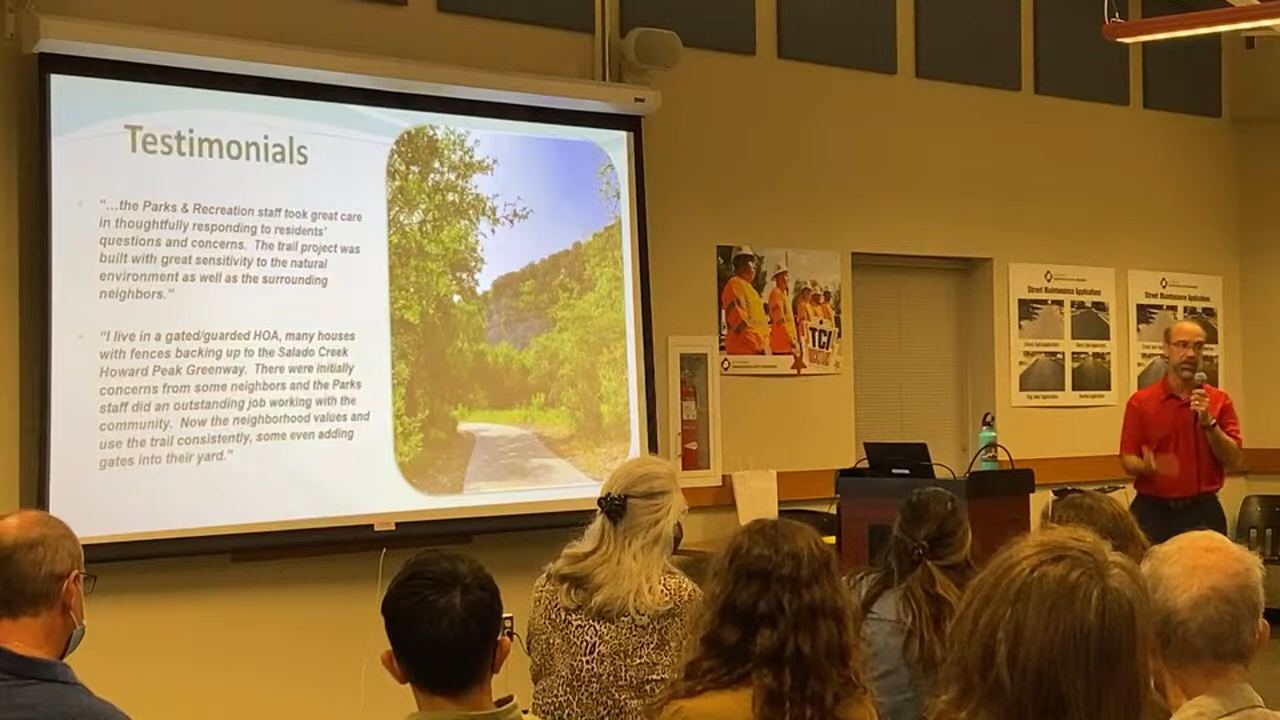 Testimonials
“…the Parks & Recreation staff took great care
in thoughtfully responding to residents’
questions and concerns. The trail project was
built with great sensitivity to the natural
environment as well as the surrounding
neighbors.”
“I live in a gated/guarded HOA, many houses
with fences backing up to the Salado Creek
Howard Peak Greenway. There were initially
concerns from some neighbors and the Parks
staff did an outstanding job working with the
community. Now the neighborhood values and
use the trail consistently, some even adding
gates into their yard.”
TCI
Street Maintenance Applications
Street Maintenance Applications